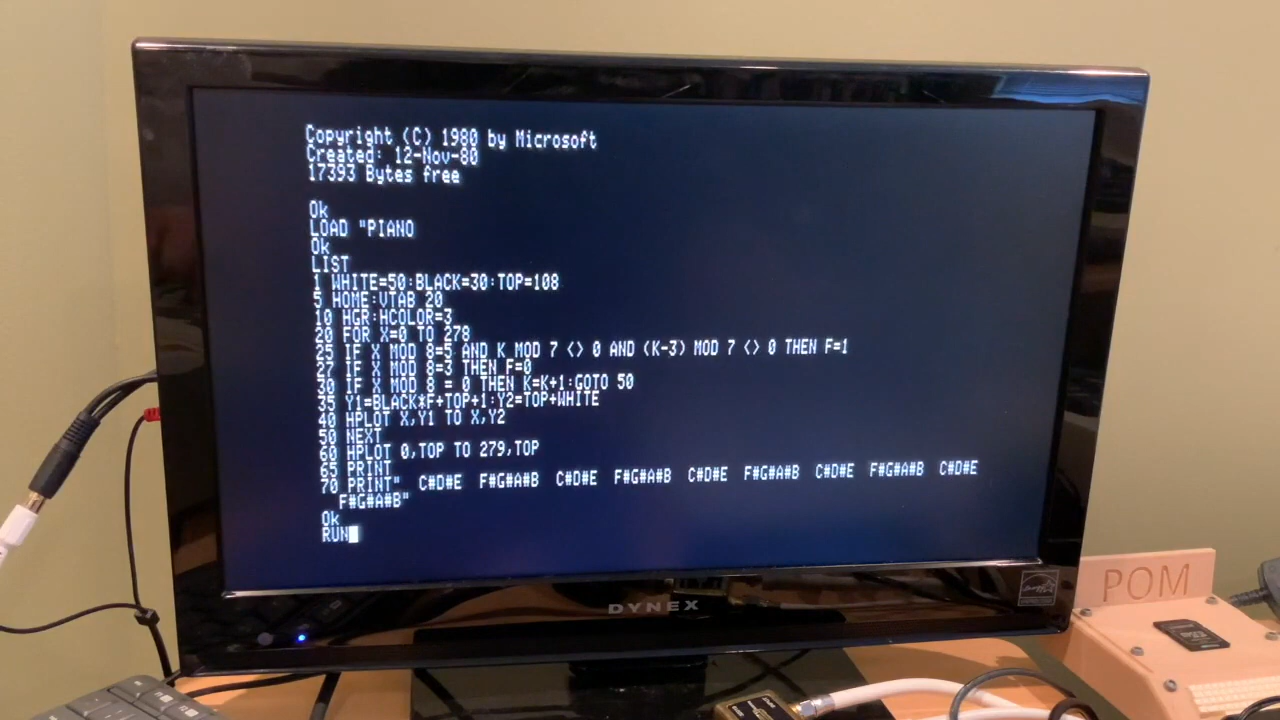 Copyright (C) 1980 by Microsoft
Created: 12-Nov-80
17393 Bytes free
Ok
LOAD "PIANO
Ok
LIST
1 WHITE=50:BLACK=30:TOP=108
5 HOME:VTAB 20
10 HGR:HCOLOR=3
20 FOR X=0 TO 278
25 IF X MOD 8=5 AND K MOD 7 <> 0 AND (K-3) MOD 7 <> 0 THEN F=1
27 IF X MOD 8=3 THEN F=0
30 IF X MOD 8 = 0 THEN K=K+1:GOTO 50
35 Y1=BLACK*F+TOP+1:Y2=TOP+WHITE
40 HPLOT X,Y1 TO X,Y2
50 NEXT
60 HPLOT 0,TOP TO 279,TOP
65 PRINT
70 PRINT"  C#D#E  F#G#A#B  C#D#E  F#G#A#B  C#D#E  F#G#A#B  C#D#E  F#G#A#B  C#D#E
F#G#A#B"
Ok
RUN
DYNEX
POM